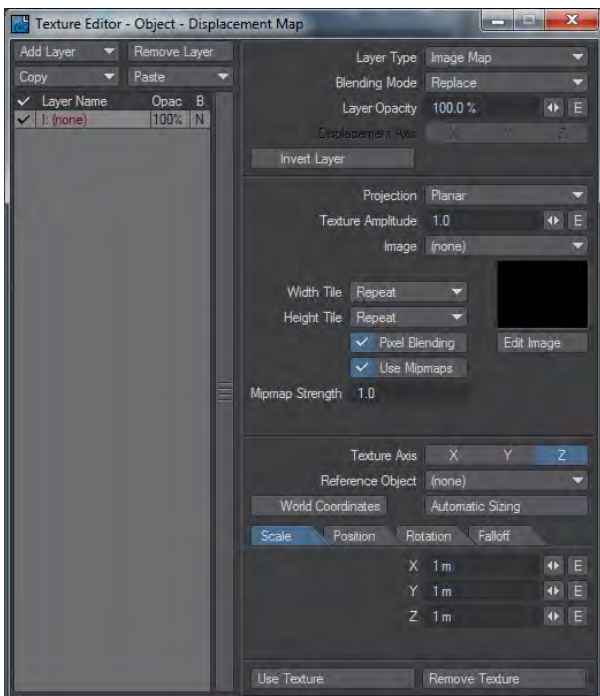 Texture Editor - Object - Displacement Map
Add Layer Remove Layer
Copy Paste
Layer Name Opac B
I: (none) 100% N
Layer Type Image Map
Blending Mode Replace
Layer Opacity 100.0 % E
Displacement Axis X Y Z
Invert Layer
Projection Planar
Texture Amplitude 1.0 E
Image (none)
Width Tile Repeat
Height Tile Repeat
Pixel Blending Edit Image
Use Mipmaps
Mipmap Strength 1.0
Texture Axis X Y Z
Reference Object (none)
World Coordinates Automatic Sizing
Scale Position Rotation Falloff
X 1 m E
Y 1 m E
Z 1 m E
Use Texture Remove Texture